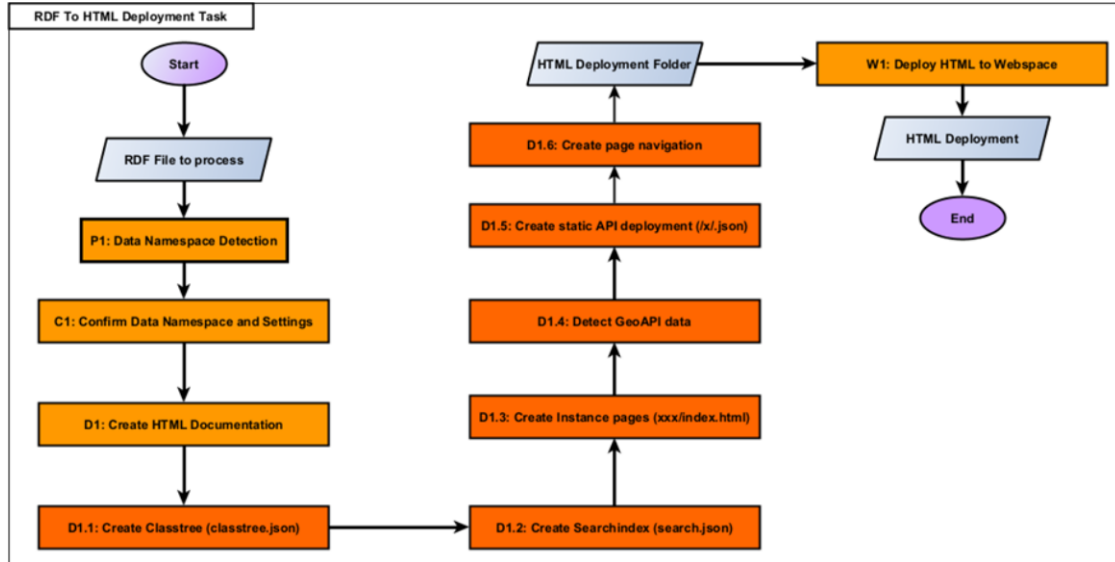 RDF To HTML Deployment Task
Start
RDF File to process
P1: Data Namespace Detection
C1: Confirm Data Namespace and Settings
D1: Create HTML Documentation
D1.1: Create Classtree (classtree.json)
D1.2: Create Searchindex (search.json)
D1.3: Create Instance pages (xxx/index.html)
D1.4: Detect GeoAPI data
D1.5: Create static API deployment (/x/.json)
D1.6: Create page navigation
HTML Deployment Folder
W1: Deploy HTML to Webspace
HTML Deployment
End